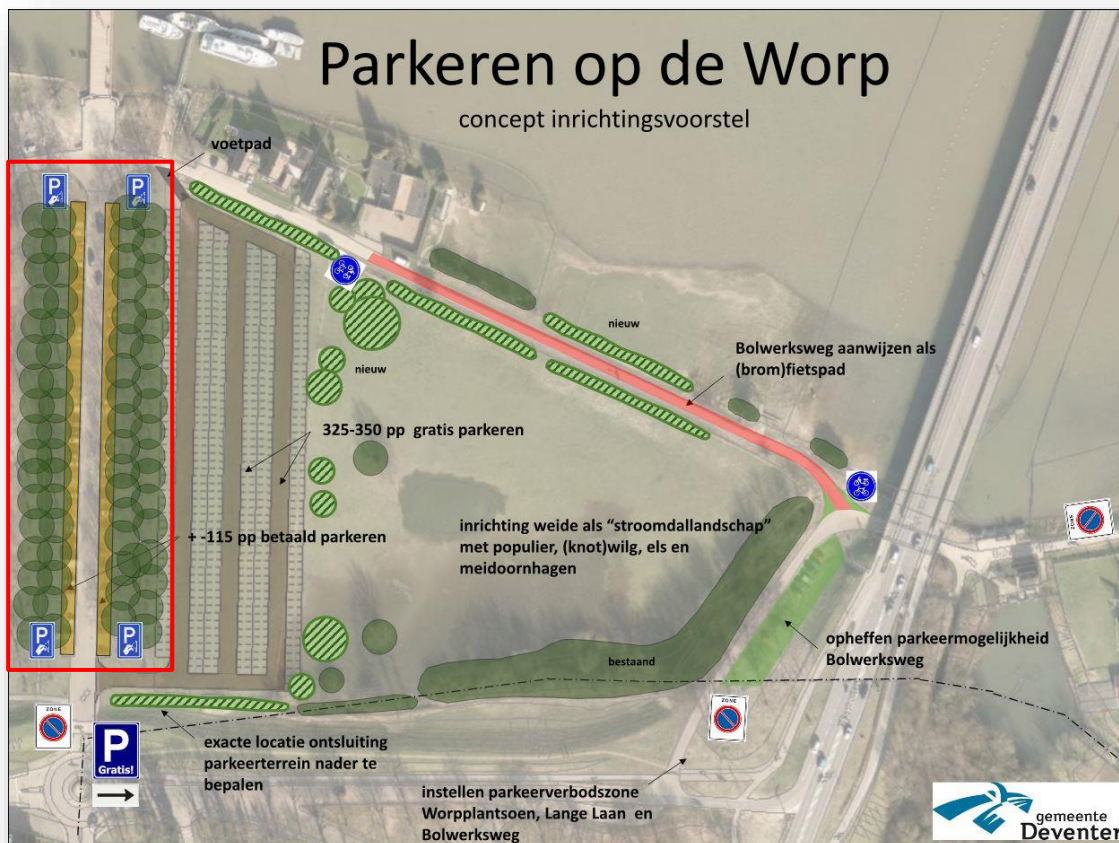 Parkeren op de Worp
concept inrichtingsvoorstel
voetpad
P
P
nieuw
nieuw
Bolwerksweg aanwijzen als
(brom)fietspad
325-350 pp gratis parkeren
+ -115 pp betaald parkeren
inrichting weide als “stroomdallandschap”
met populier, (knot)wilg, els en
meidoornhagen
ZONE
P
P
opheffen parkeermogelijkheid
Bolwerksweg
bestaand
ZONE
ZONE
P
Gratis!
exacte locatie ontsluiting
parkeerterrein nader te
bepalen
instellen parkeerverbodszone
Worpplantsoen, Lange Laan en
Bolwerksweg
gemeente
Deventer